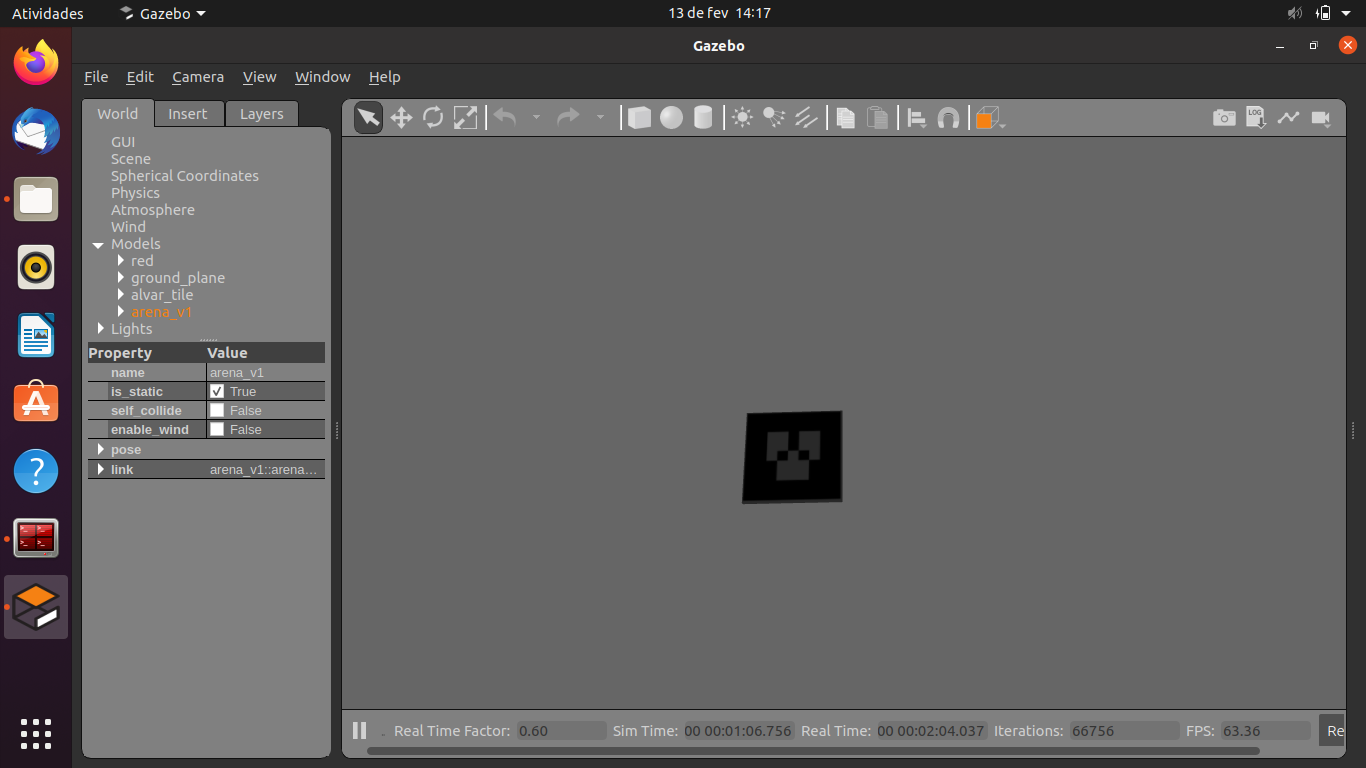 Atividades Gazebo 13 de fev 14:17
Gazebo
File Edit Camera View Window Help
World Insert Layers
LOG
GUI
Scene
Spherical Coordinates
Physics
Atmosphere
Wind
Models
red
ground_plane
alvar_tile
arena_v1
Lights
Property Value
name arena_v1
is_static True
self_collide False
enable_wind False
pose
link arena_v1::arena…
Real Time Factor: 0.60 Sim Time: 00 00:01:06.756 Real Time: 00 00:02:04.037 Iterations: 66756 FPS: 63.36 Re